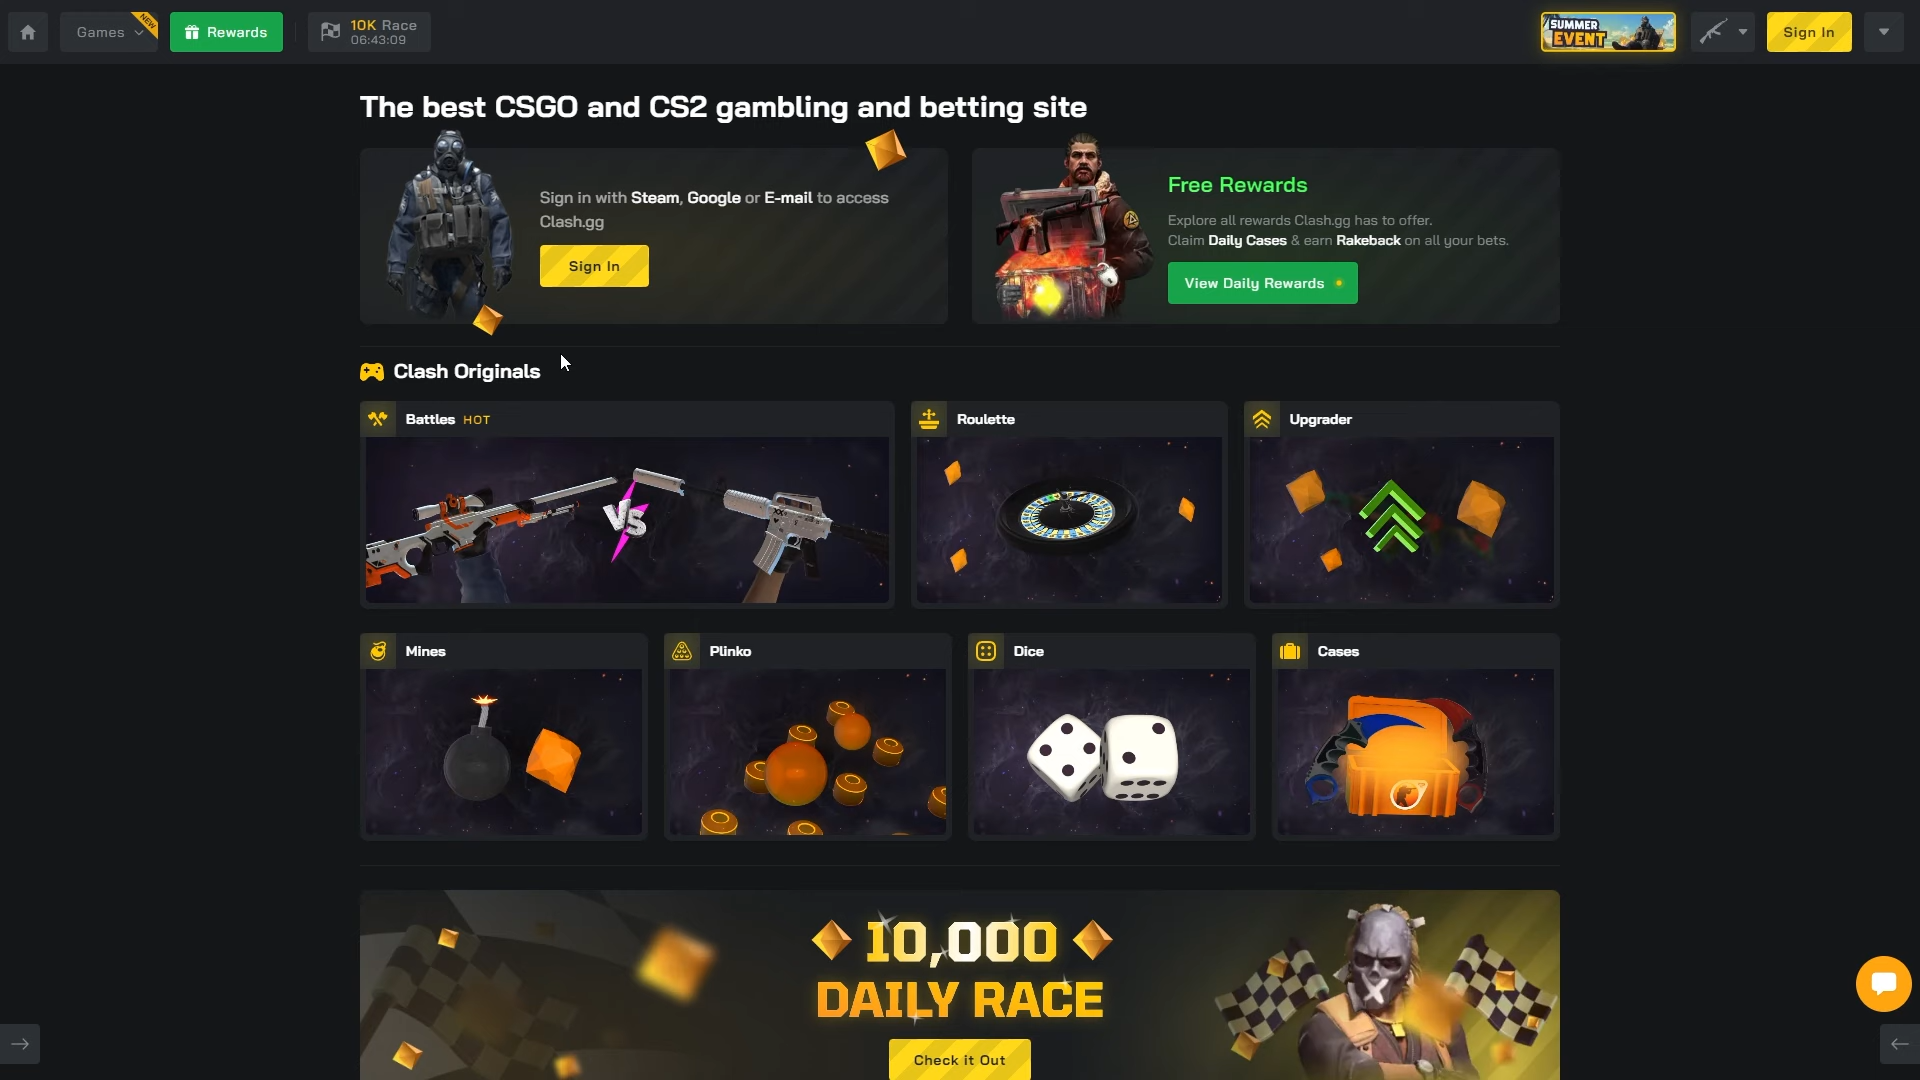 Games
NEW
Rewards
10K Race
06:43:09
SUMMER
EVENT
Sign In
The best CSGO and CS2 gambling and betting site
Sign in with Steam, Google or E-mail to access
Clash.gg
Sign In
Free Rewards
Explore all rewards Clash.gg has to offer.
Claim Daily Cases & earn Rakeback on all your bets.
View Daily Rewards
Clash Originals
Battles HOT
Roulette
Upgrader
VS
Mines
Plinko
Dice
Cases
10,000
DAILY RACE
Check it Out